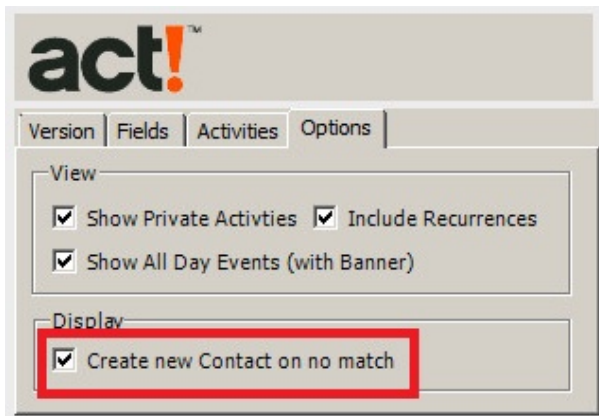 act!™
Version Fields Activities Options
View
Show Private Activties Include Recurrences
Show All Day Events (with Banner)
Display
Create new Contact on no match